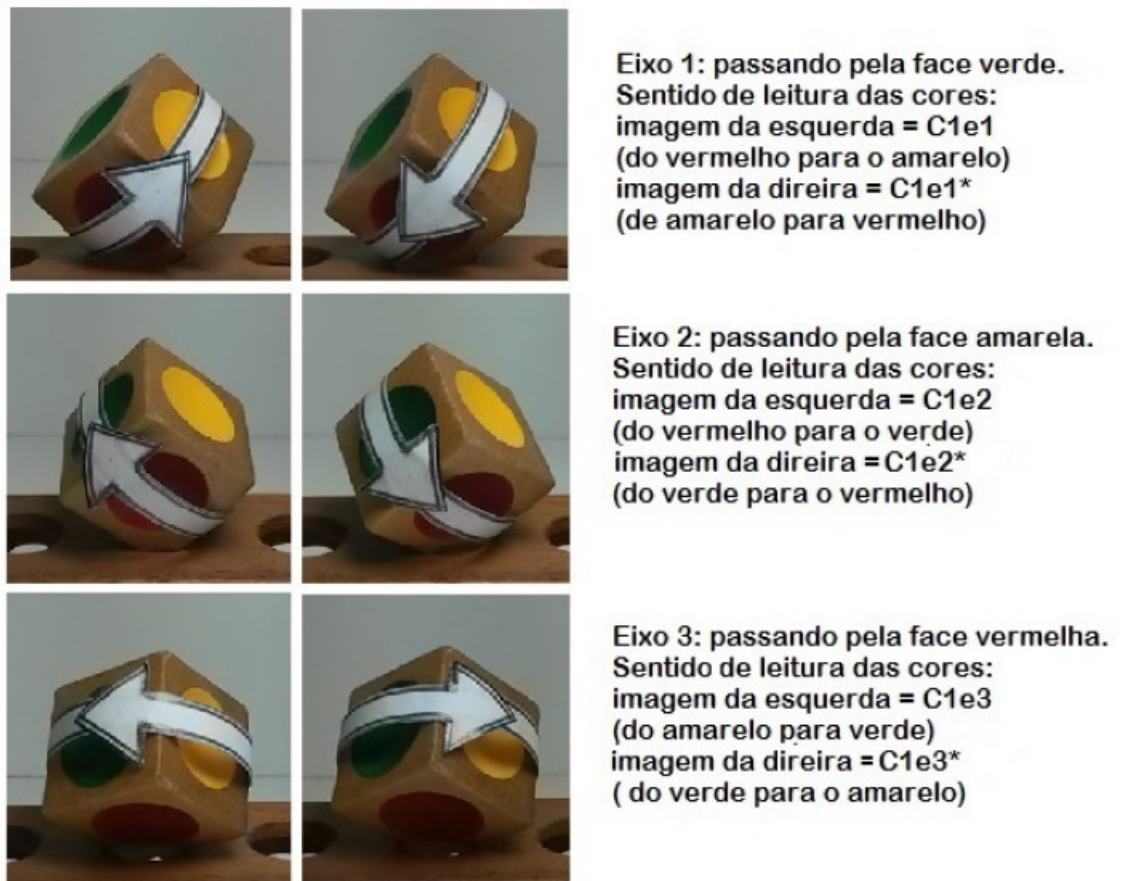 Eixo 1: passando pela face verde.
Sentido de leitura das cores:
imagem da esquerda = C1e1
(do vermelho para o amarelo)
imagem da direira = C1e1*
(de amarelo para vermelho)
Eixo 2: passando pela face amarela.
Sentido de leitura das cores:
imagem da esquerda = C1e2
(do vermelho para o verde)
imagem da direira =C1e2*
(do verde para o vermelho)
Eixo 3: passando pela face vermelha.
Sentido de leitura das cores:
imagem da esquerda = C1e3
(do amarelo para verde)
imagem da direira =C1e3*
( do verde para o amarelo)